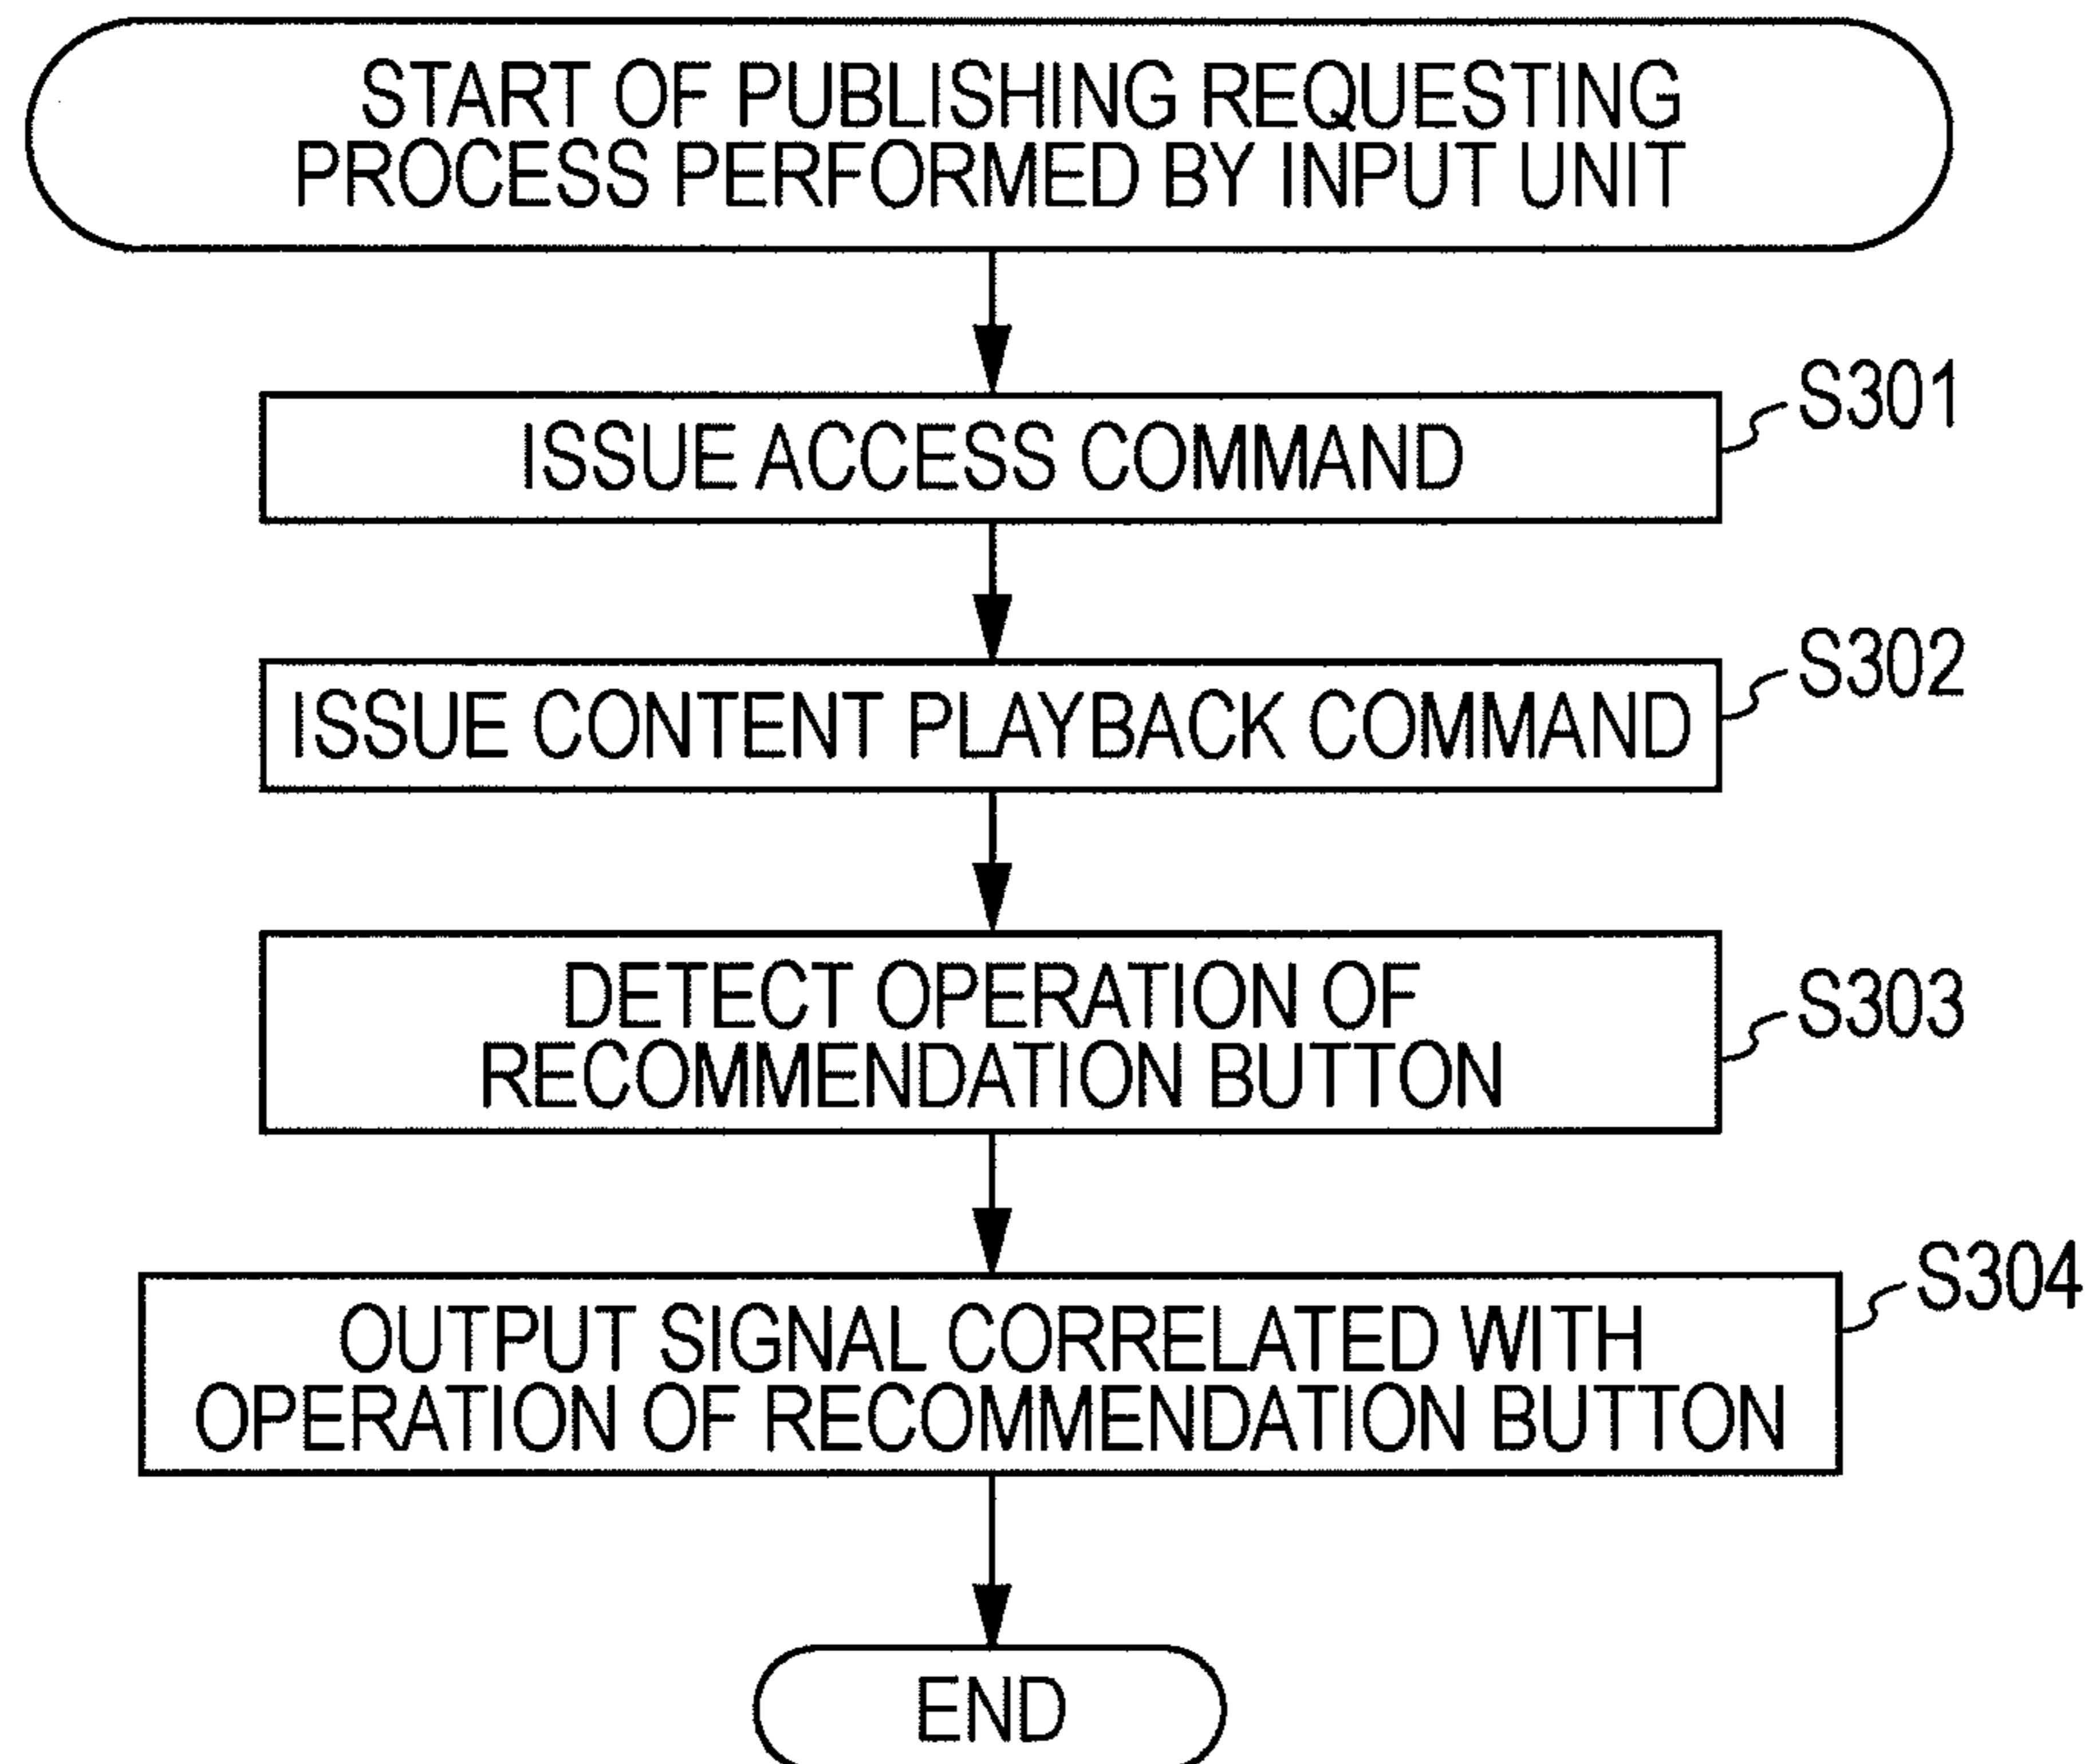 START OF PUBLISHING REQUESTING
PROCESS PERFORMED BY INPUT UNIT
S301
ISSUE ACCESS COMMAND
S302
ISSUE CONTENT PLAYBACK COMMAND
S303
DETECT OPERATION OF
RECOMMENDATION BUTTON
S304
OUTPUT SIGNAL CORRELATED WITH
OPERATION OF RECOMMENDATION BUTTON
END